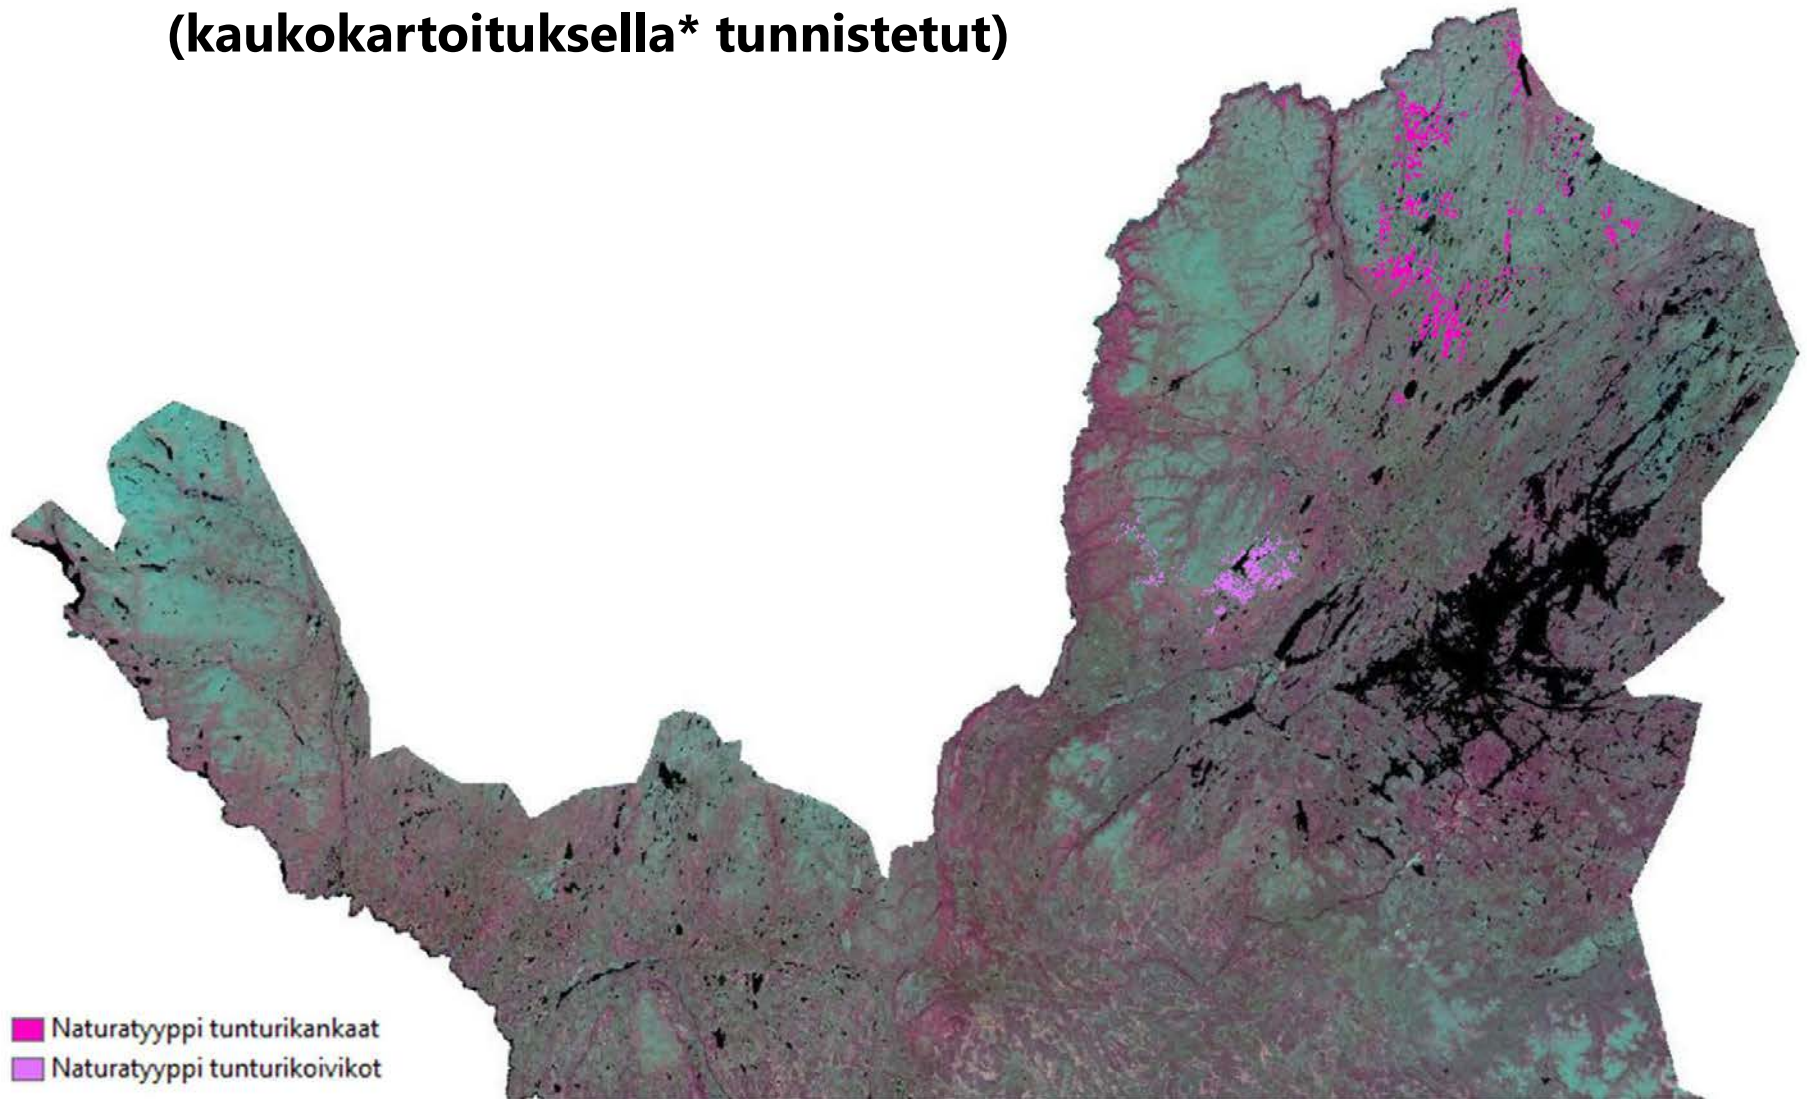 (kaukokartoituksella* tunnistetut)
Naturatyyppi tunturikankaat
Naturatyyppi tunturikoivikot